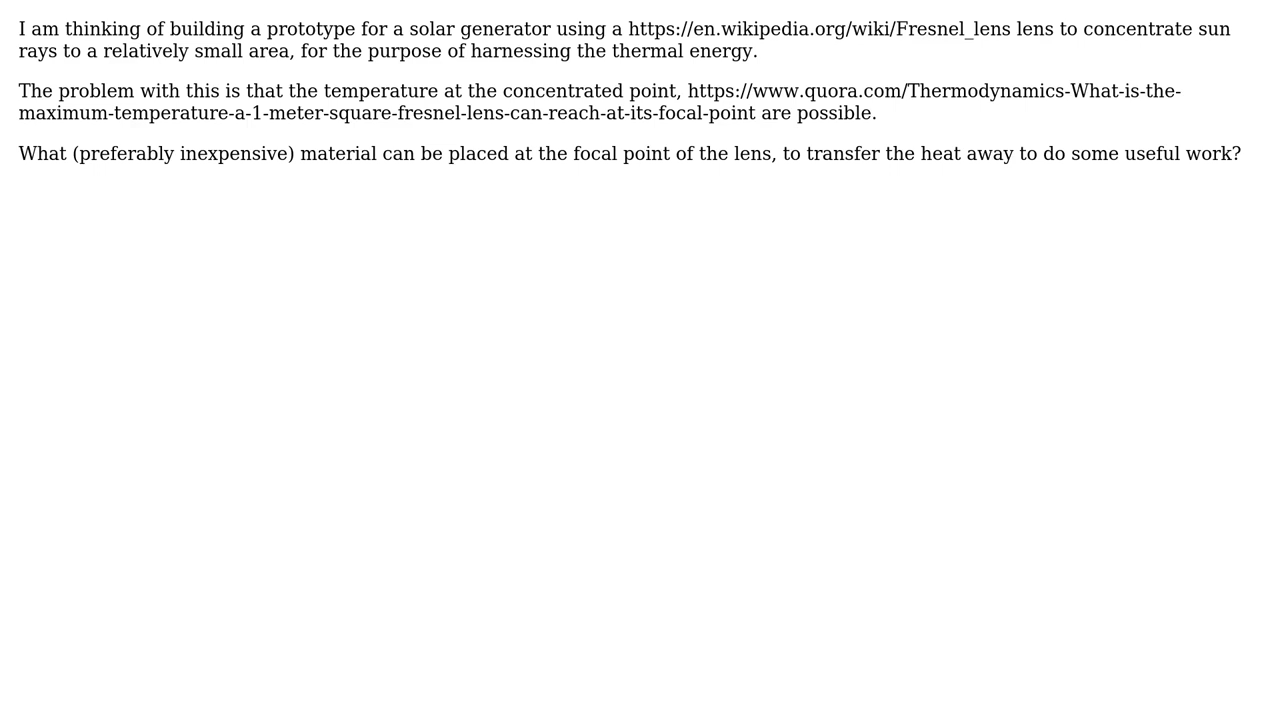 I am thinking of building a prototype for a solar generator using a https://en.wikipedia.org/wiki/Fresnel_lens lens to concentrate sun
rays to a relatively small area, for the purpose of harnessing the thermal energy.
The problem with this is that the temperature at the concentrated point, https://www.quora.com/Thermodynamics-What-is-the-
maximum-temperature-a-1-meter-square-fresnel-lens-can-reach-at-its-focal-point are possible.
What (preferably inexpensive) material can be placed at the focal point of the lens, to transfer the heat away to do some useful work?